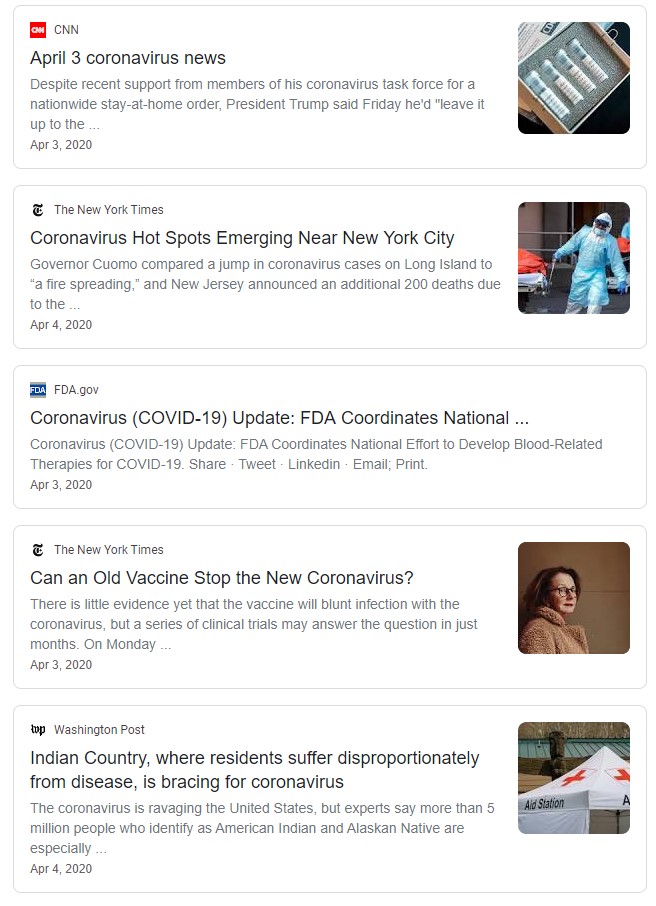 CNN
CNN
April 3 coronavirus news
Despite recent support from members of his coronavirus task force for a
nationwide stay-at-home order, President Trump said Friday he'd "leave it
up to the ...
Apr 3, 2020
The New York Times
Coronavirus Hot Spots Emerging Near New York City
Governor Cuomo compared a jump in coronavirus cases on Long Island to
“a fire spreading,” and New Jersey announced an additional 200 deaths due
to the ...
Apr 4, 2020
FDA
FDA.gov
Coronavirus (COVID-19) Update: FDA Coordinates National ...
Coronavirus (COVID-19) Update: FDA Coordinates National Effort to Develop Blood-Related
Therapies for COVID-19. Share · Tweet · Linkedin · Email; Print.
Apr 3, 2020
The New York Times
Can an Old Vaccine Stop the New Coronavirus?
There is little evidence yet that the vaccine will blunt infection with the
coronavirus, but a series of clinical trials may answer the question in just
months. On Monday ...
Apr 3, 2020
wp
Washington Post
Indian Country, where residents suffer disproportionately
from disease, is bracing for coronavirus
The coronavirus is ravaging the United States, but experts say more than 5
million people who identify as American Indian and Alaskan Native are
especially ...
Apr 4, 2020
Aid Station
A